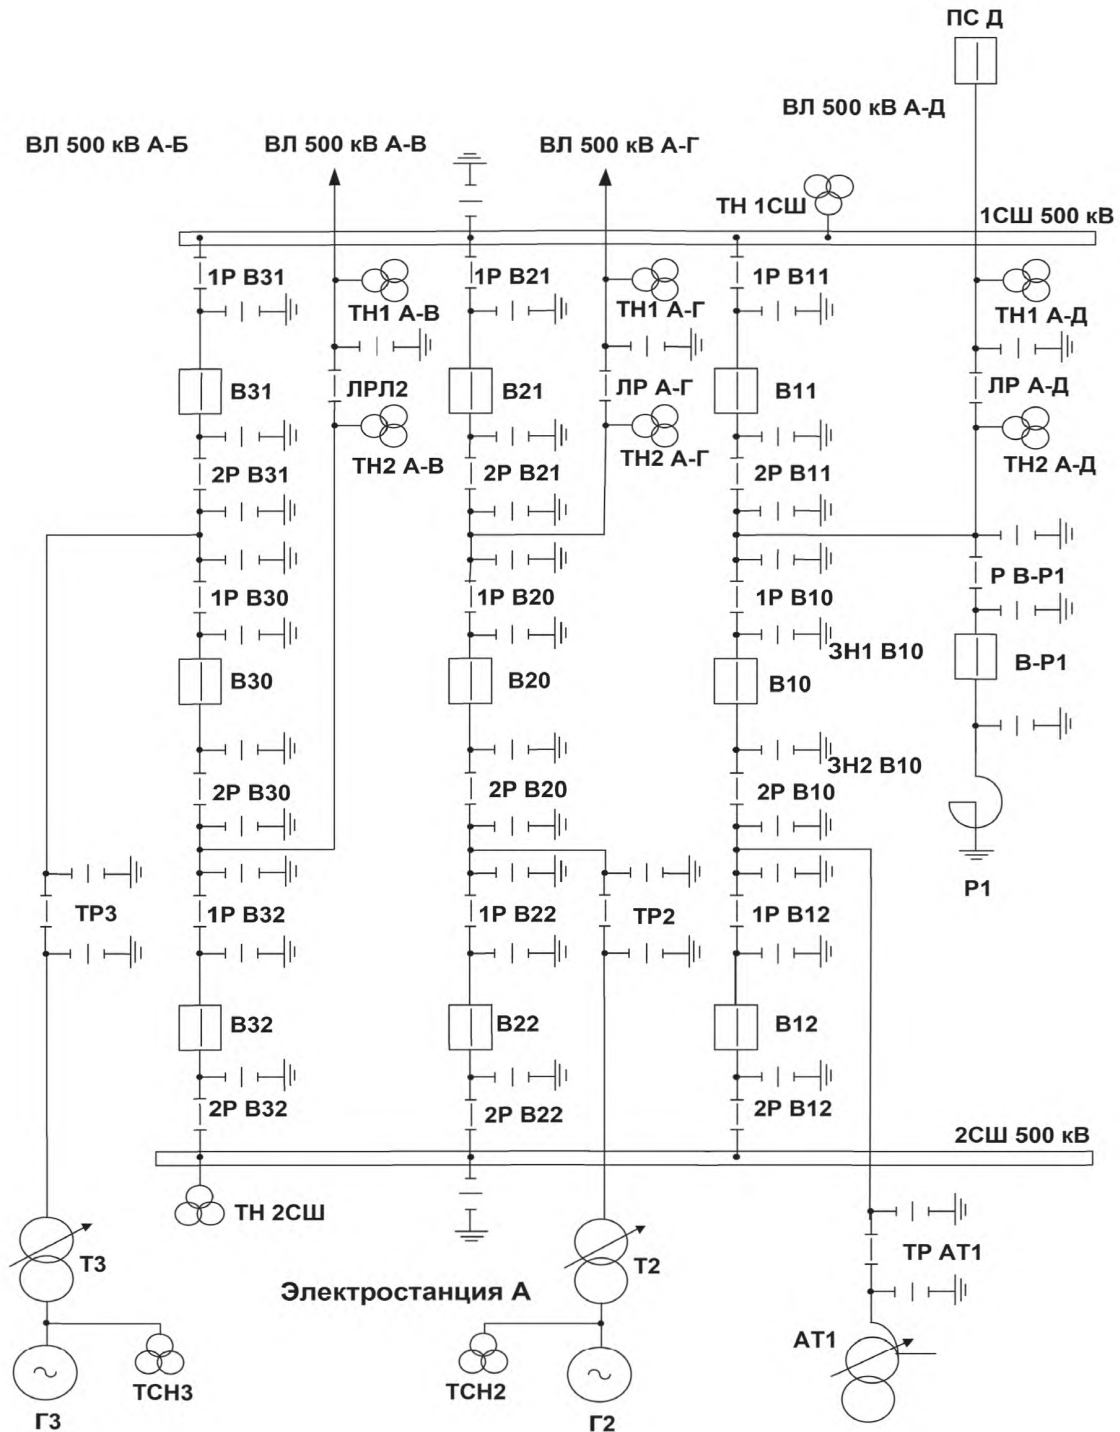 ПС Д
ВЛ 500 кВ А-Д
ВЛ 500 кВ А-Б
ВЛ 500 кВ А-В
ВЛ 500 кВ А-Г
ТН 1СШ
1СШ 500 кВ
1Р В31
1Р В21
1Р В11
ТН1 А-В
ТН1 А-Г
ТН1 А-Д
В31
ЛРЛ2
В21
ЛР А-Г
В11
ЛР А-Д
2Р В31
ТН2 А-В
2Р В21
ТН2 А-Г
2Р В11
ТН2 А-Д
Р В-Р1
1Р В30
1Р В20
1Р В10
ЗН1 В10
В-Р1
В30
В20
В10
ЗН2 В10
2Р В30
2Р В20
2Р В10
Р1
ТР3
1Р В32
1Р В22
ТР2
1Р В12
В32
В22
В12
2Р В32
2Р В22
2Р В12
2СШ 500 кВ
ТН 2СШ
Т3
Т2
ТР АТ1
Электростанция А
АТ1
ТСН3
ТСН2
Г3
Г2